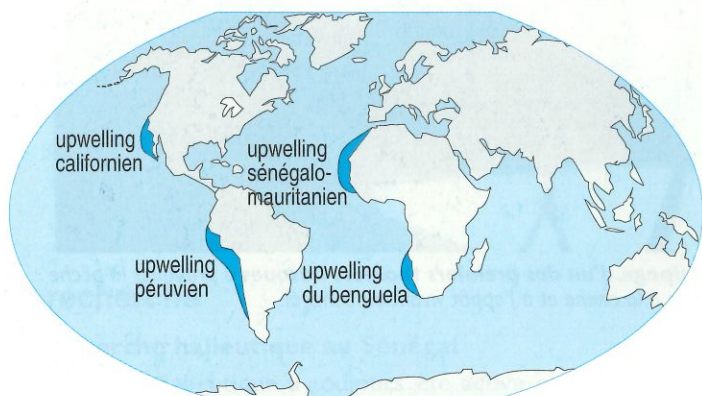 upwelling
californien
upwelling
sénégalo-
mauritanien
upwelling
péruvien
upwelling
du benguela